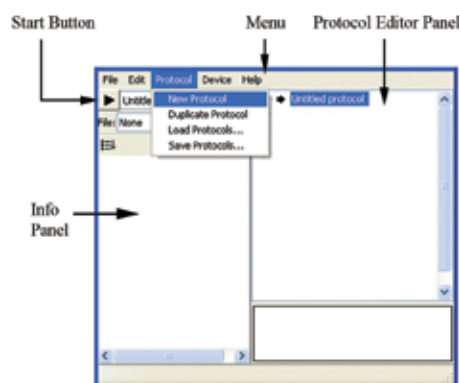 Start Button Menu Protocol Editor Panel
File Edit Protocol Device Help
Untitle New Protocol Untitled protocol
Duplicate Protocol
File: None Load Protocols...
Save Protocols...
Info
Panel